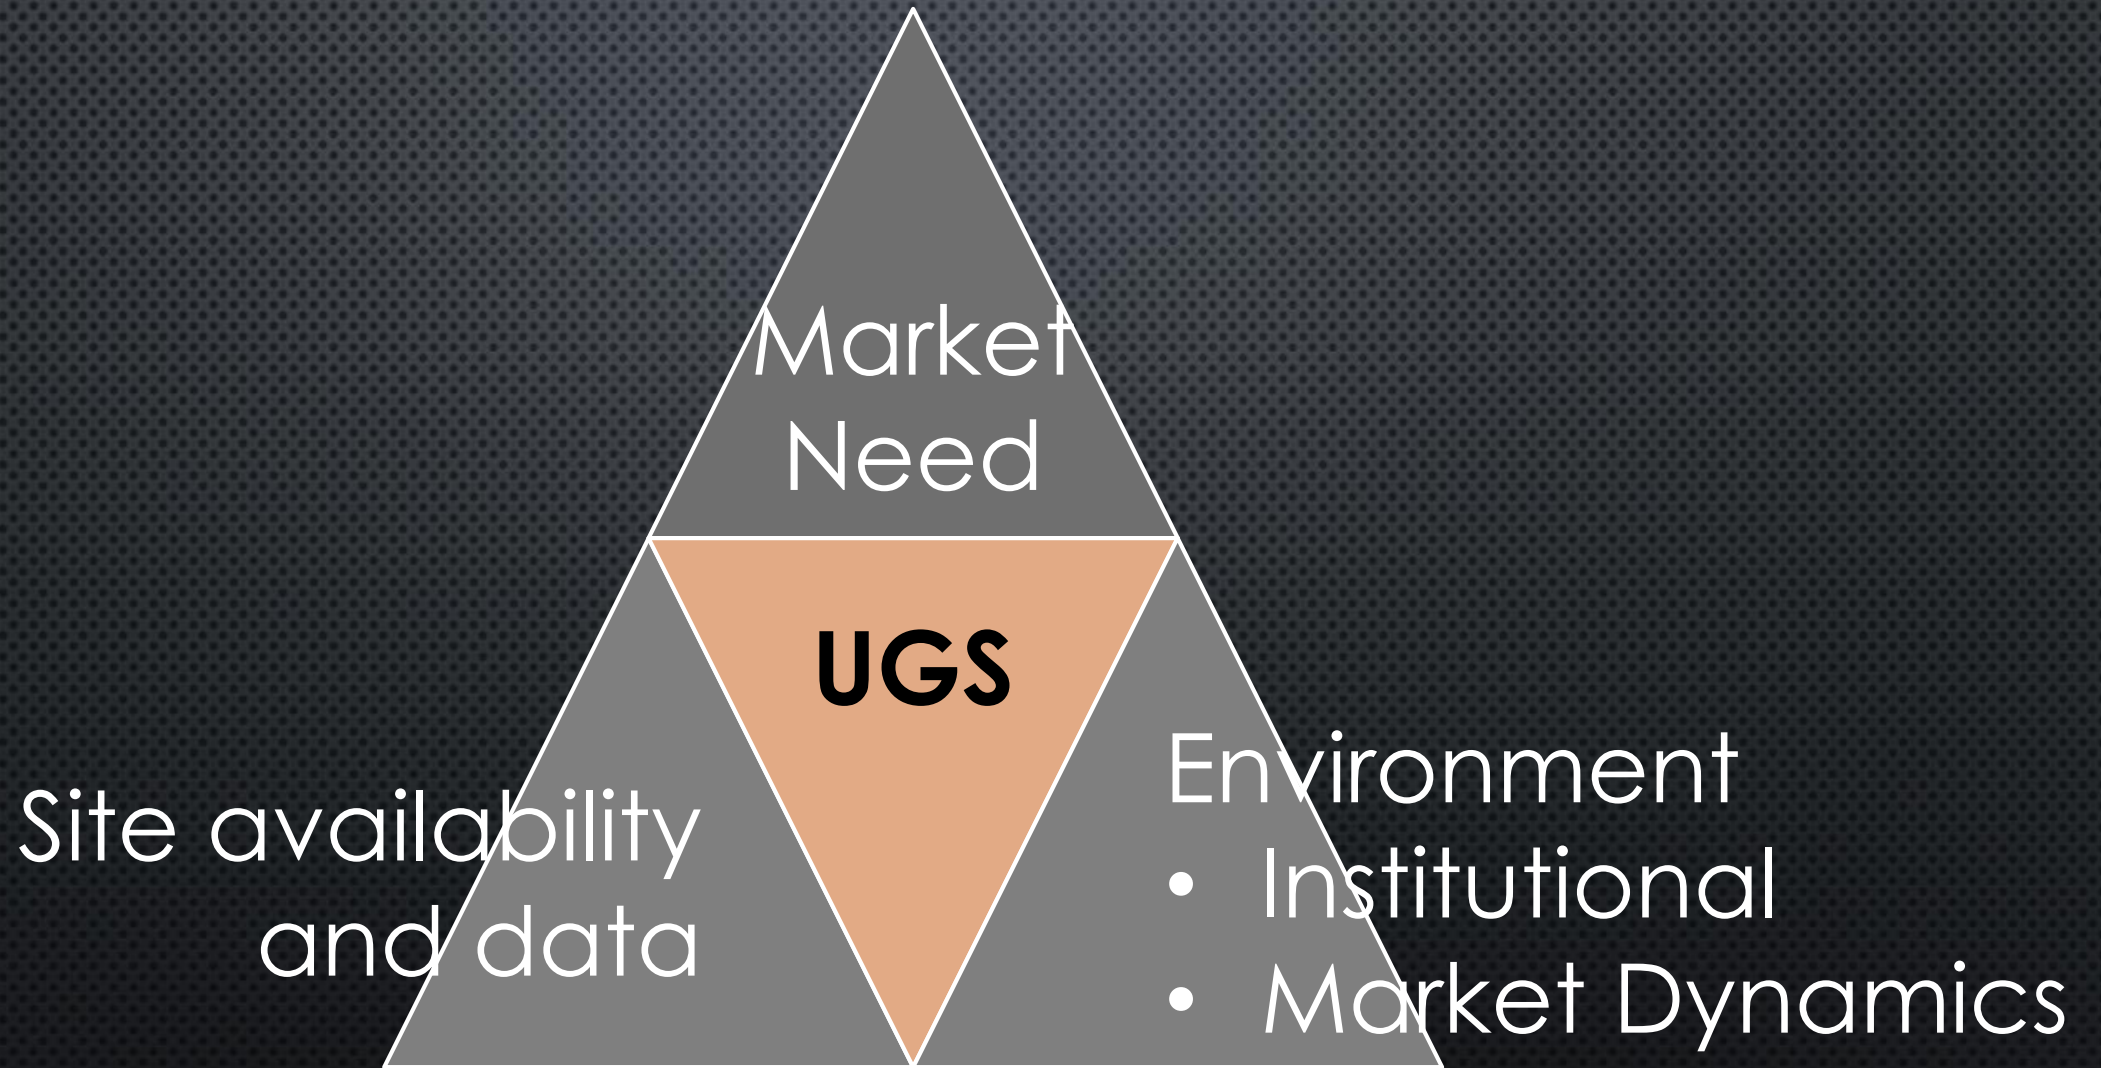 Market
Need
UGS
Site availability
and data
Environment
• Institutional
• Market Dynamics